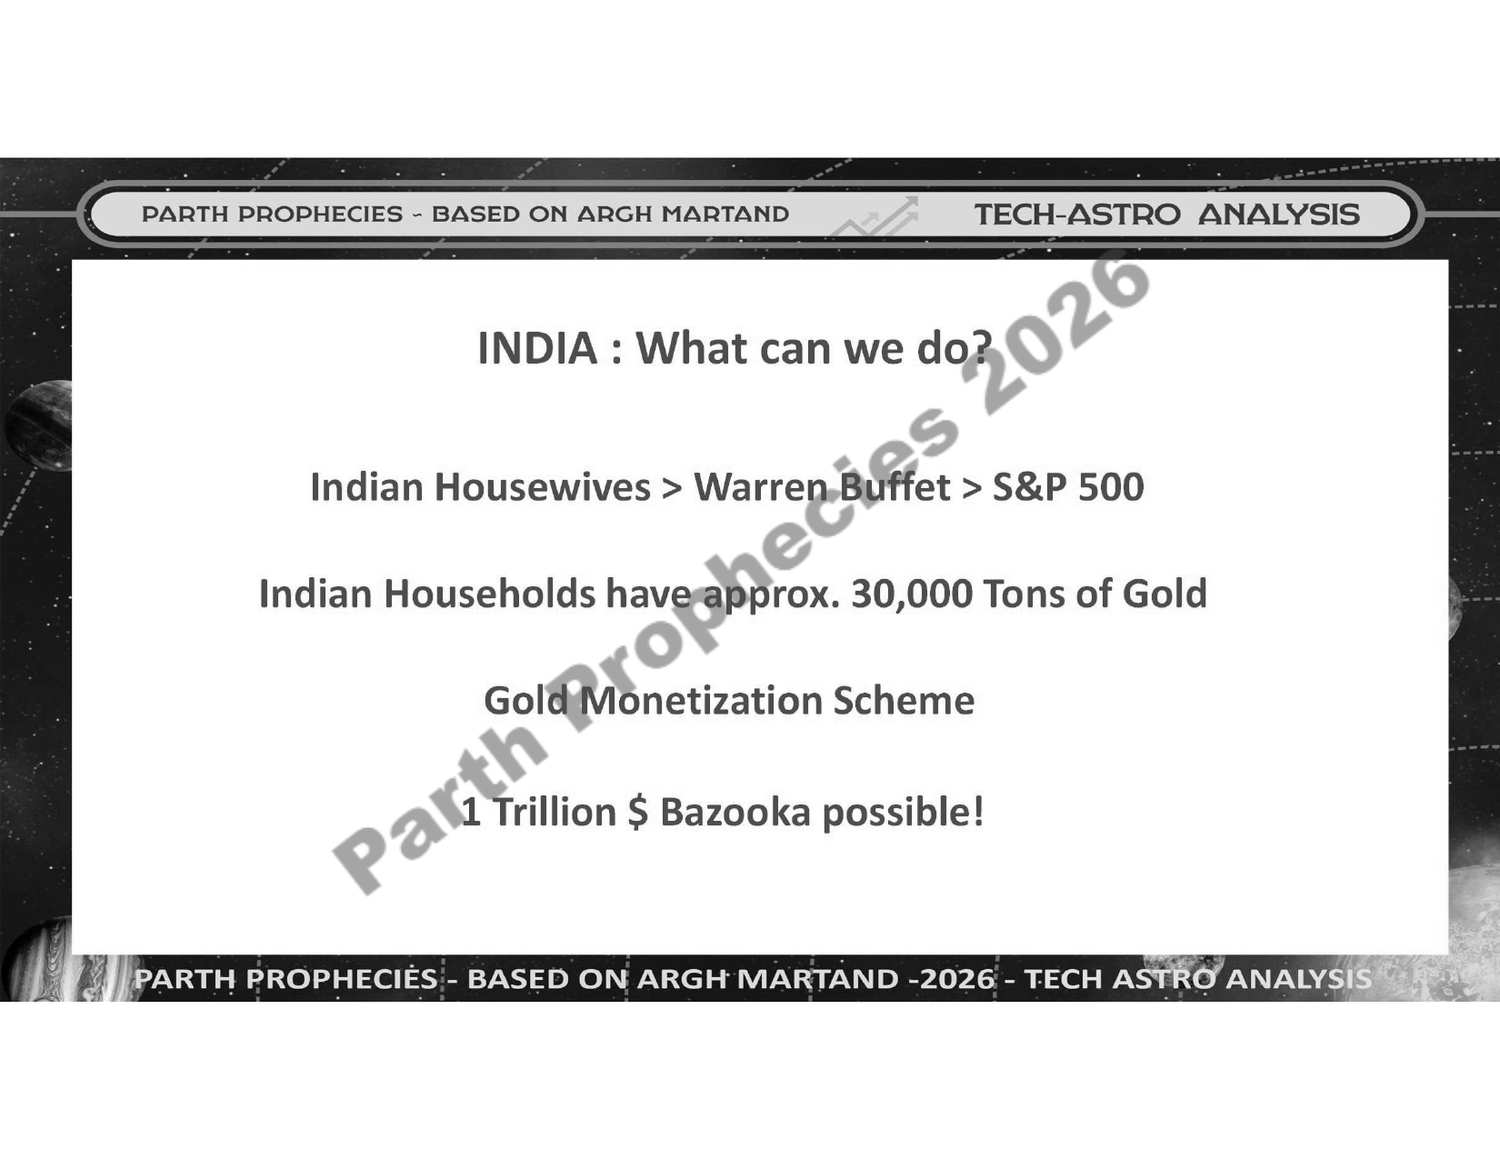 PARTH PROPHECIES ~ BASED ON ARGH MARTAND
TECH-ASTRO ANALYSIS
INDIA : What can we do?
Indian Housewives > Warren Buffet > S&P 500
Indian Households have approx. 30,000 Tons of Gold
Gold Monetization Scheme
1 Trillion $ Bazooka possible!
Parth Prophecies 2026
PARTH PROPHECIES - BASED ON ARGH MARTAND -2026 - TECH ASTRO ANALYSIS